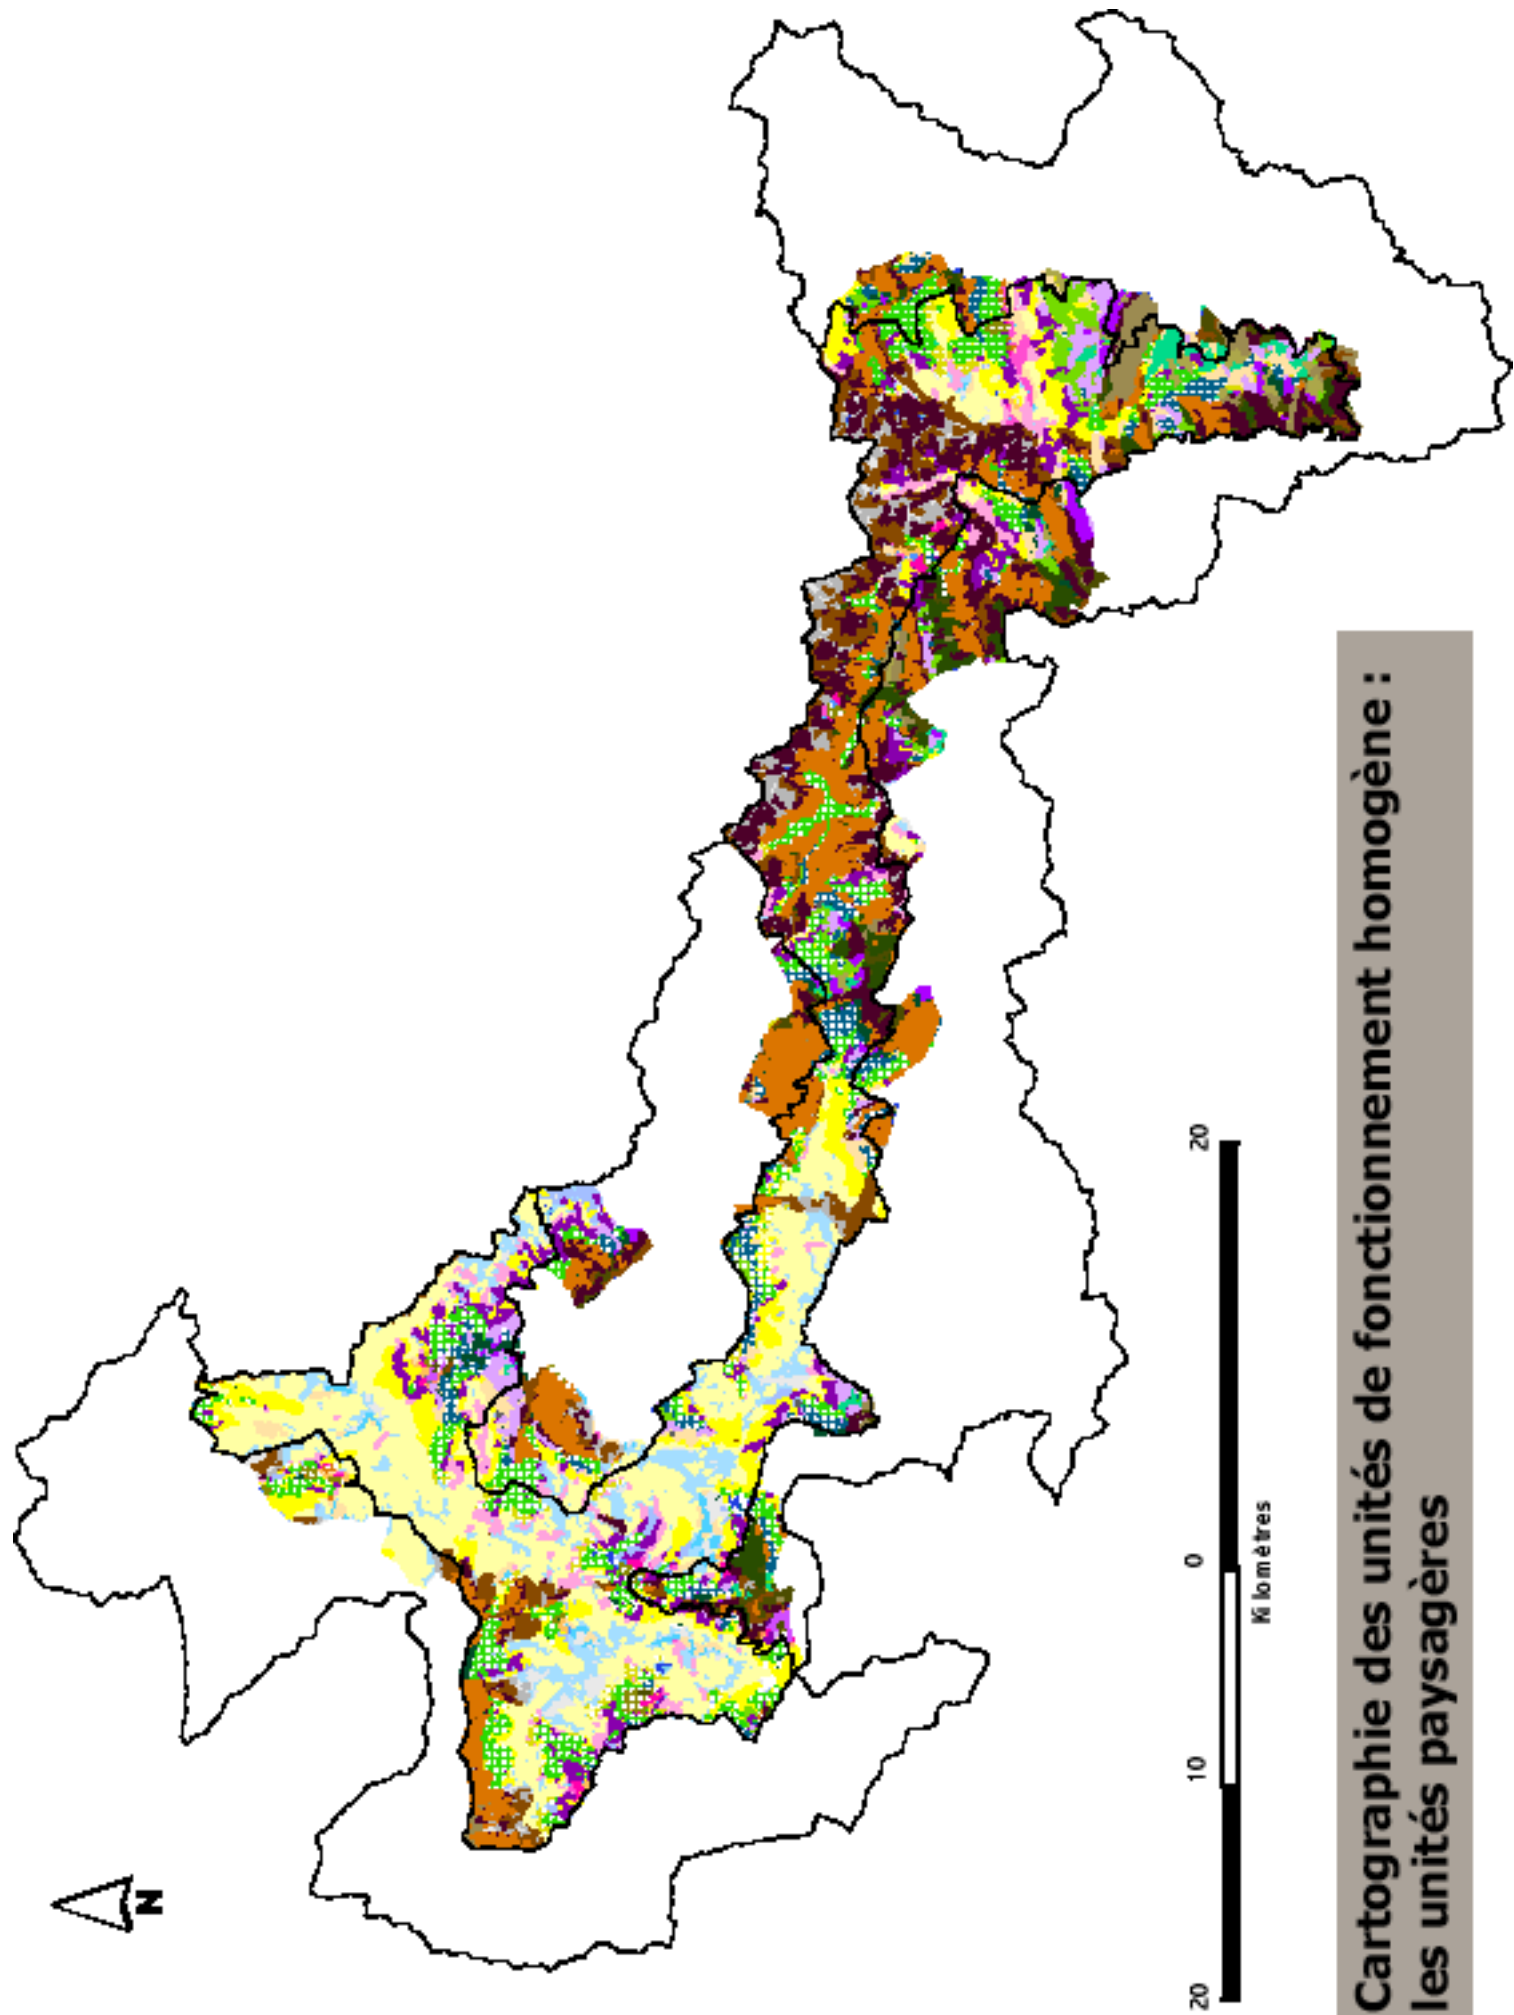 N
20
10
0
20
Kilomètres
Cartographie des unités de fonctionnement homogène :
les unités paysagères